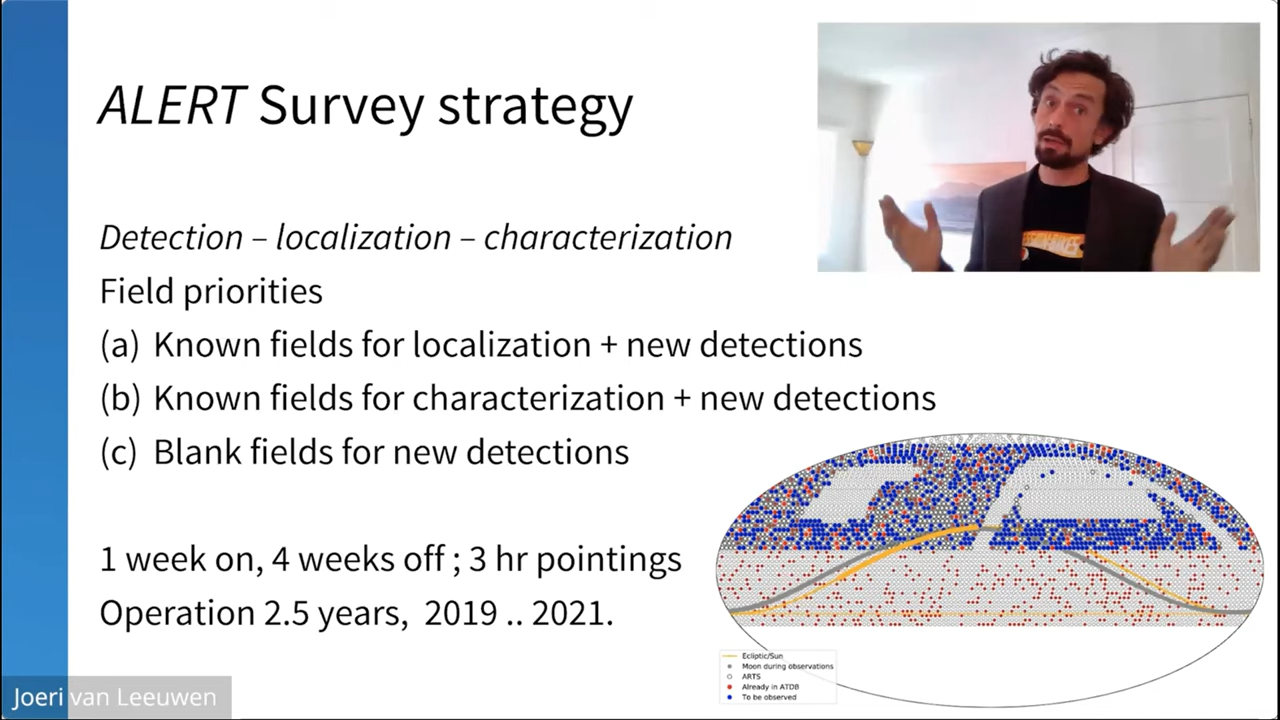 ALERT Survey strategy
Detection – localization – characterization
Field priorities
(a) Known fields for localization + new detections
(b) Known fields for characterization + new detections
(c) Blank fields for new detections
1 week on, 4 weeks off ; 3 hr pointings
Operation 2.5 years, 2019 .. 2021.
Ecliptic/Sun
Moon during observations
ARTS
Already in ATDB
To be observed
Joeri van Leeuwen